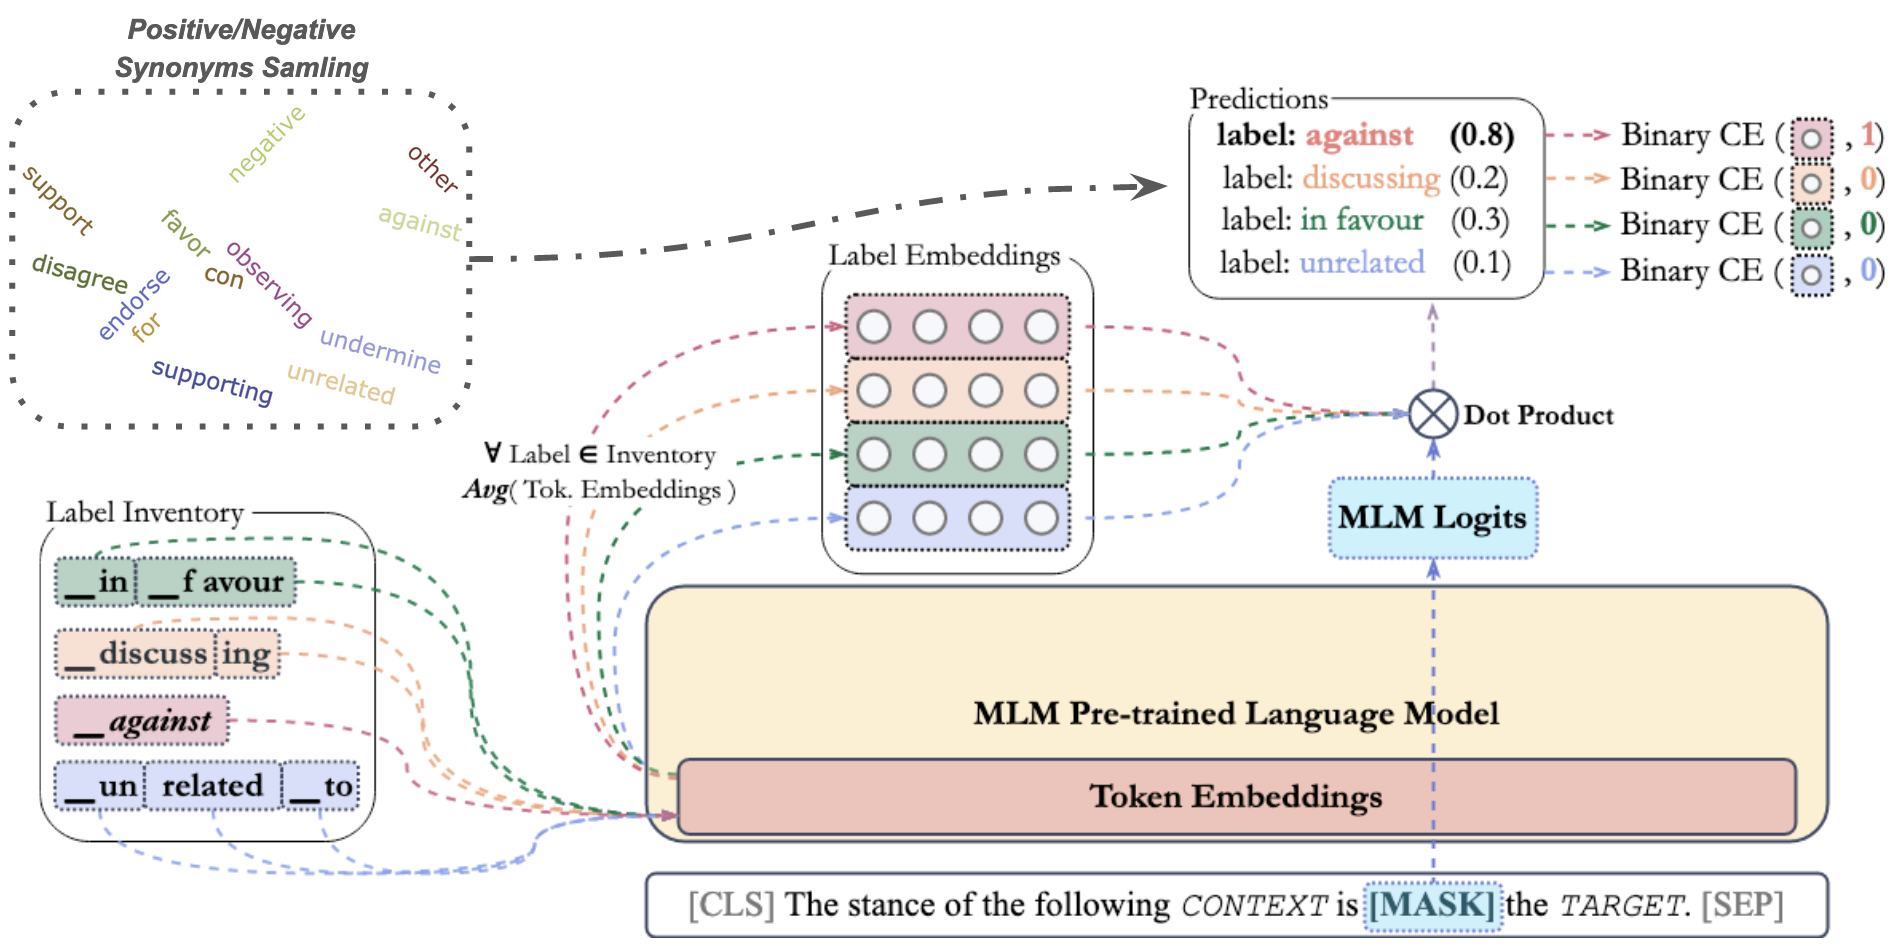 Positive/Negative
Synonyms Samling
negative
other
support
against
favor
observing
disagree
con
endorse
for
undermine
supporting
unrelated
Predictions
label: against (0.8)
label: discussing (0.2)
label: in favour (0.3)
label: unrelated (0.1)
Binary CE ( , 1)
Binary CE ( , 0)
Binary CE ( , 0)
Binary CE ( , 0)
Label Embeddings
Dot Product
∀ Label ∈ Inventory
Avg( Tok. Embeddings )
MLM Logits
Label Inventory
__in __f avour
__discuss ing
__against
__un related __to
MLM Pre-trained Language Model
Token Embeddings
[CLS] The stance of the following CONTEXT is [MASK] the TARGET. [SEP]